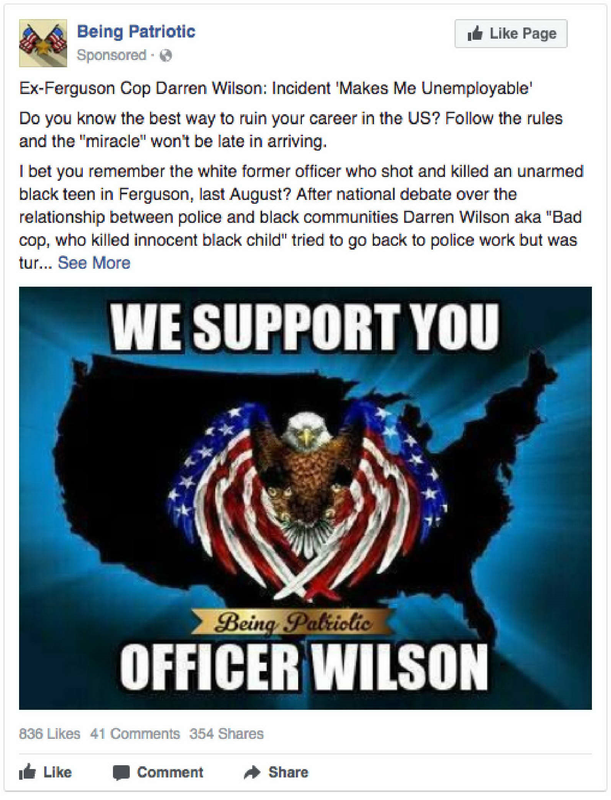 Being Patriotic
Like Page
Sponsored ·
Ex-Ferguson Cop Darren Wilson: Incident 'Makes Me Unemployable'
Do you know the best way to ruin your career in the US? Follow the rules
and the "miracle" won't be late in arriving.
I bet you remember the white former officer who shot and killed an unarmed
black teen in Ferguson, last August? After national debate over the
relationship between police and black communities Darren Wilson aka "Bad
cop, who killed innocent black child" tried to go back to police work but was
tur... See More
WE SUPPORT YOU
Being Patriotic
OFFICER WILSON
836 Likes 41 Comments 354 Shares
Like Comment Share